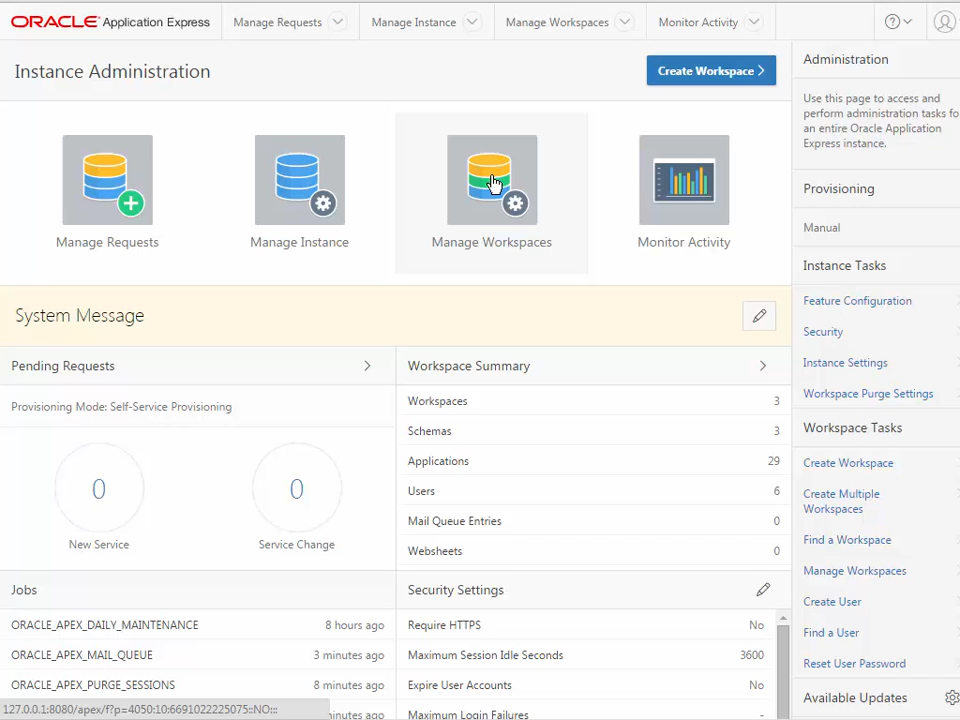 ORACLE Application Express
Manage Requests
Manage Instance
Manage Workspaces
Monitor Activity
Instance Administration
Create Workspace
Manage Requests
Manage Instance
Manage Workspaces
Monitor Activity
System Message
Pending Requests
Provisioning Mode: Self-Service Provisioning
0
New Service
0
Service Change
Workspace Summary
Workspaces 3
Schemas 3
Applications 29
Users 6
Mail Queue Entries 0
Websheets 0
Jobs
ORACLE_APEX_DAILY_MAINTENANCE 8 hours ago
ORACLE_APEX_MAIL_QUEUE 3 minutes ago
ORACLE_APEX_PURGE_SESSIONS 8 minutes ago
minutes ago
Security Settings
Require HTTPS No
Maximum Session Idle Seconds 3600
Expire User Accounts No
Maximum Login Failures -
Administration
Use this page to access and
perform administration tasks fo
an entire Oracle Application
Express instance.
Provisioning
Manual
Instance Tasks
Feature Configuration
Security
Instance Settings
Workspace Purge Settings
Workspace Tasks
Create Workspace
Create Multiple
Workspaces
Find a Workspace
Manage Workspaces
Create User
Find a User
Reset User Password
Available Updates
127.0.0.1:8080/apex/f?p=4050:10:6691022225075::NO:::